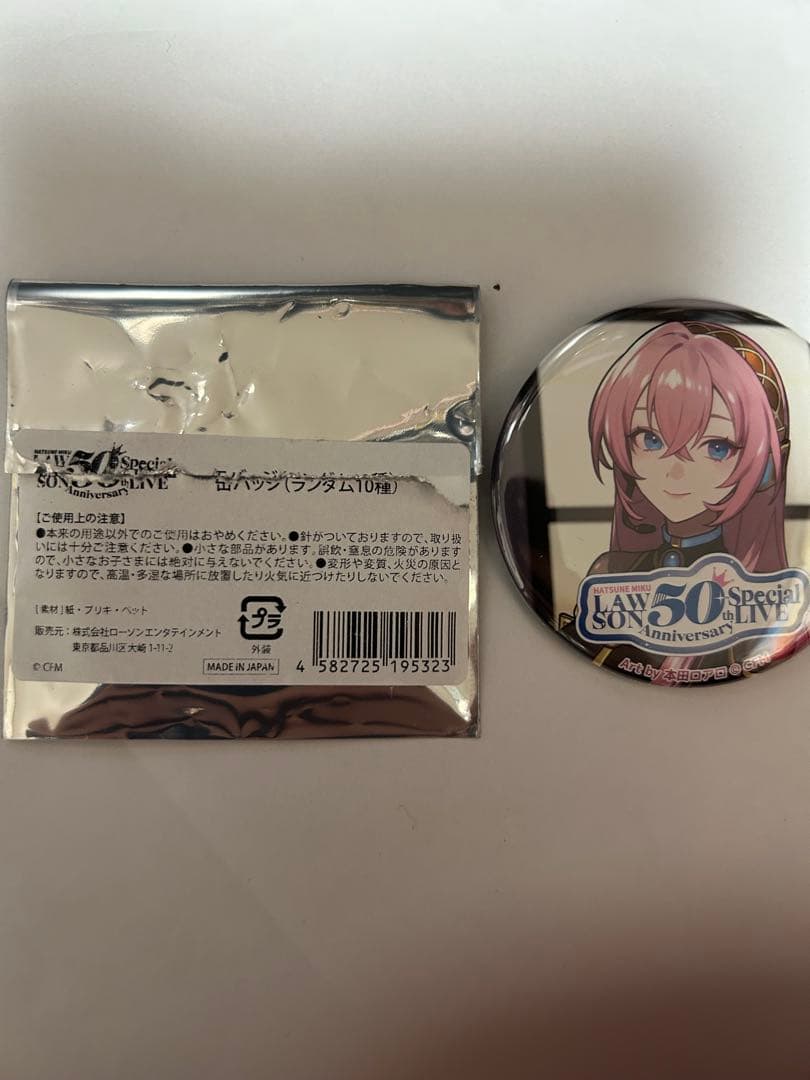 HATSUNE MIKU
LAWSON 50th Special
Anniversary LIVE
缶バッジ(ランダム10種)
【ご使用上の注意】
●本来の用途以外でのご使用はおやめください。●針がついておりますので、取り扱
いには十分ご注意ください。●小さな部品があります。誤飲・窒息の危険があります
ので、小さなお子さまには絶対に与えないでください。●変形や変質、火災の原因と
なりますので、高温・多湿な場所に放置したり火気に近づけたりしないでください。
[素材]紙・ブリキ・ペット
販売元:株式会社ローソンエンタテインメント
東京都品川区大崎1-11-2
© CFM
プラ
外装
MADE IN JAPAN
4 582725 195323
HATSUNE MIKU
LAWSON 50th Special
Anniversary LIVE
Art by 本田ロアロ © CFM